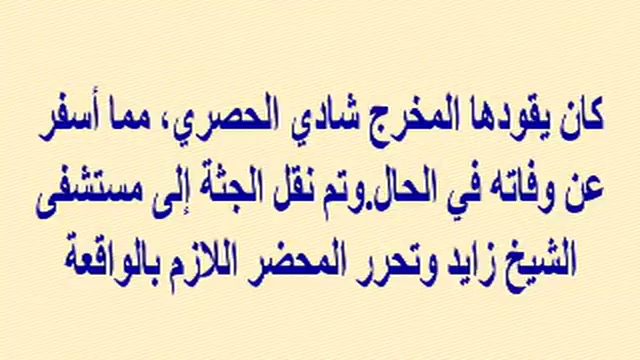 كان يقودها المخرج شادي الحصري، مما أسفر
عن وفاته في الحال.وتم نقل الجثة إلى مستشفى
الشيخ زايد وتحرر المحضر اللازم بالواقعة